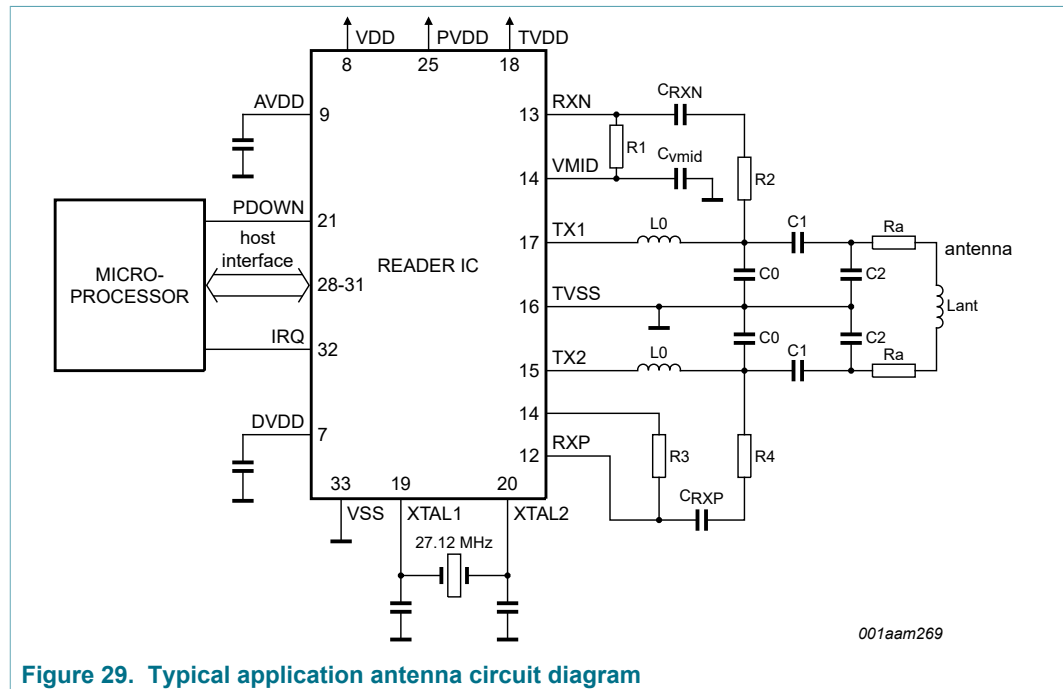 VDD
PVDD
TVDD
8
25
18
AVDD
9
13
RXN
CRXN
R1
VMID
14
Cvmid
R2
PDOWN
21
host
interface
28-31
MICRO-
PROCESSOR
IRQ
32
READER IC
17
TX1
L0
C1
Ra
antenna
C0
C2
16
TVSS
Lant
C0
C2
15
TX2
L0
C1
Ra
14
DVDD
7
RXP
12
R3
R4
CRXP
33
19
20
VSS
XTAL1
XTAL2
27.12 MHz
001aam269
Figure 29. Typical application antenna circuit diagram